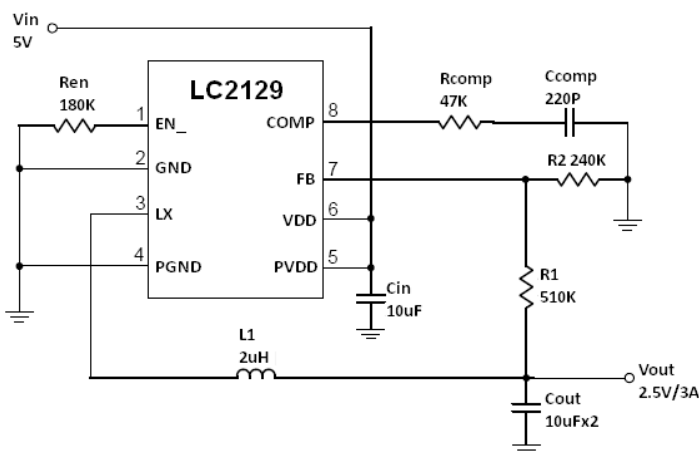 Vin
5V
Ren
180K
LC2129
Rcomp
47K
Ccomp
220P
1
EN_
COMP
8
2
GND
FB
7
R2 240K
3
LX
VDD
6
4
PGND
PVDD
5
Cin
10uF
R1
510K
L1
2uH
Vout
2.5V/3A
Cout
10uFx2